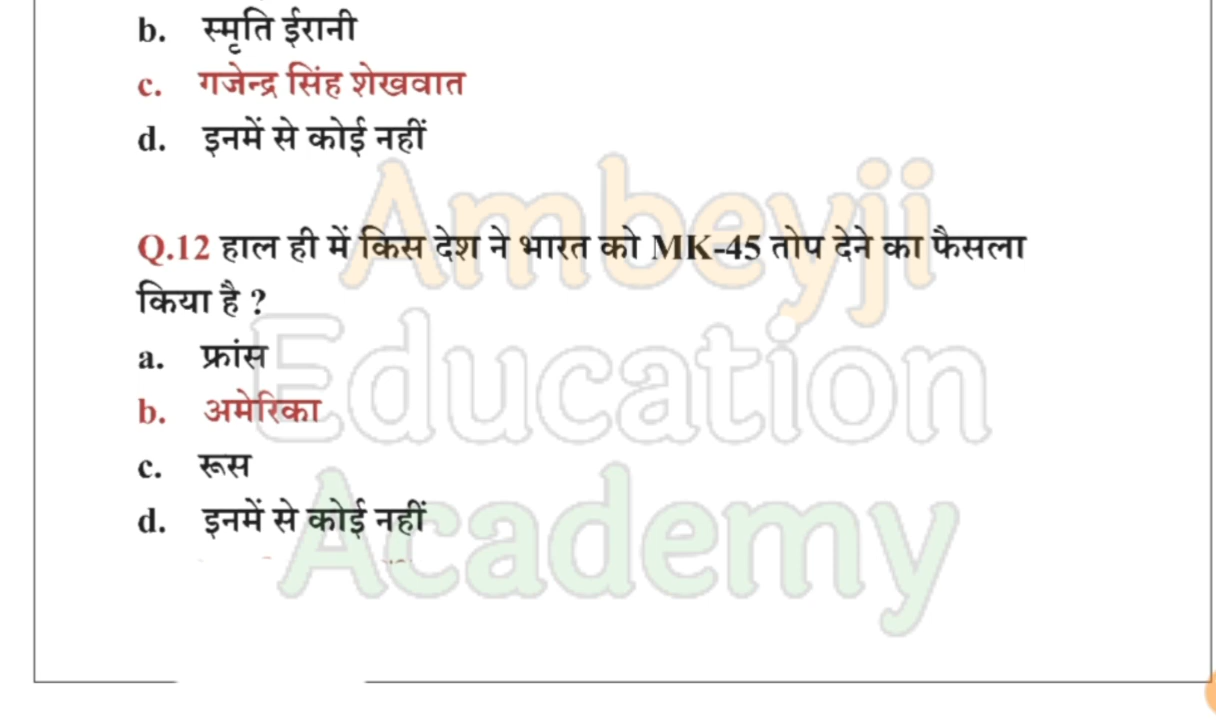 b. स्मृति ईरानी
c. गजेन्द्र सिंह शेखवात
d. इनमें से कोई नहीं
Ambeyji
Education
Academy
Q.12 हाल ही में किस देश ने भारत को MK-45 तोप देने का फैसला
किया है ?
a. फ्रांस
b. अमेरिका
c. रूस
d. इनमें से कोई नहीं